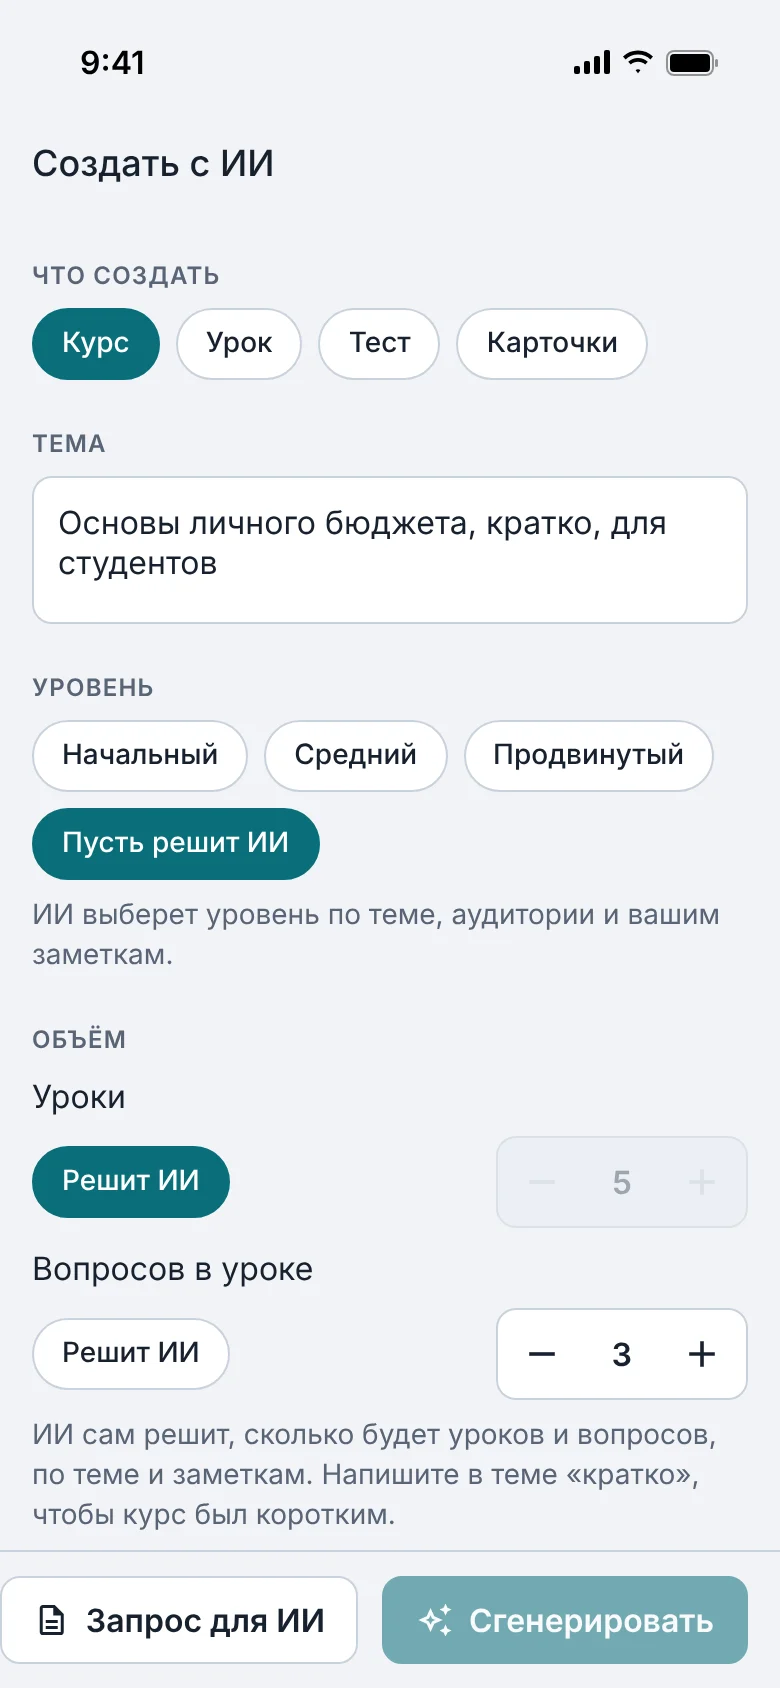 9:41
Создать с ИИ
ЧТО СОЗДАТЬ
Курс Урок Тест Карточки
ТЕМА
Основы личного бюджета, кратко, для
студентов
УРОВЕНЬ
Начальный Средний Продвинутый
Пусть решит ИИ
ИИ выберет уровень по теме, аудитории и вашим
заметкам.
ОБЪЁМ
Уроки
Решит ИИ − 5 +
Вопросов в уроке
Решит ИИ − 3 +
ИИ сам решит, сколько будет уроков и вопросов,
по теме и заметкам. Напишите в теме «кратко»,
чтобы курс был коротким.
Запрос для ИИ Сгенерировать